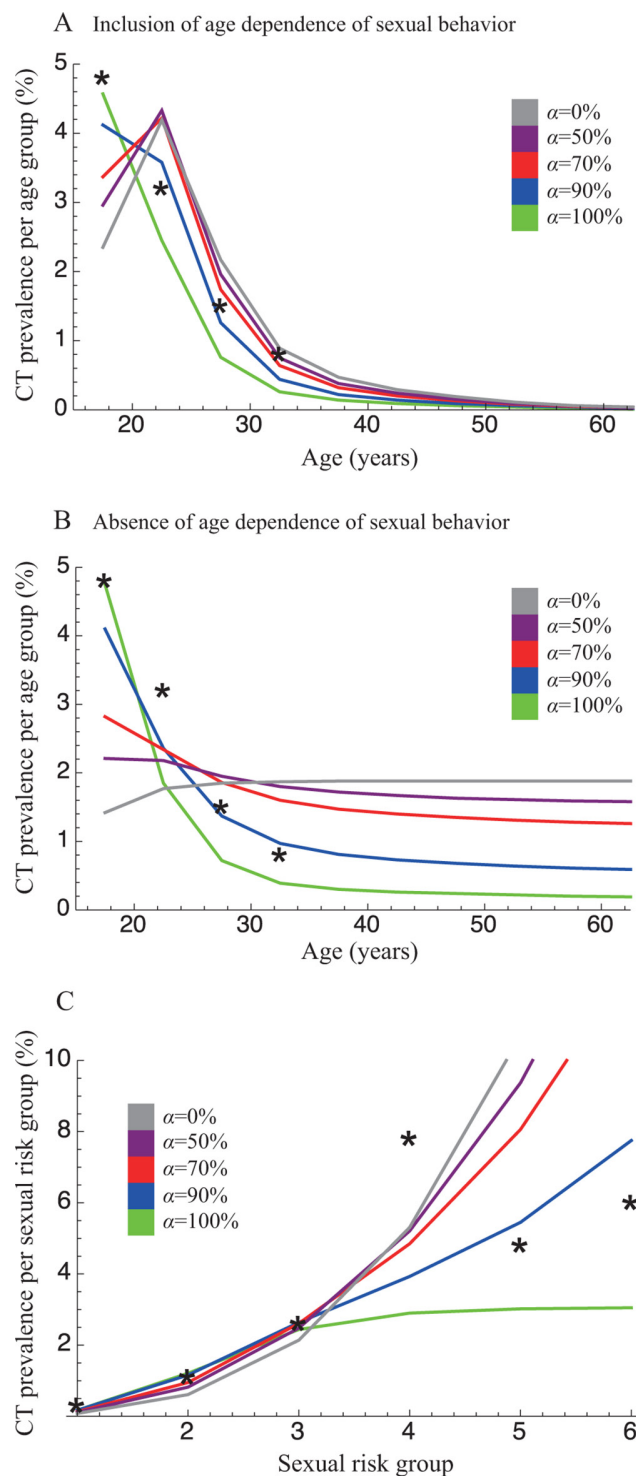 A Inclusion of age dependence of sexual behavior
CT prevalence per age group (%)
5
4
3
2
1
0
α=0%
α=50%
α=70%
α=90%
α=100%
20 30 40 50 60
Age (years)
B Absence of age dependence of sexual behavior
CT prevalence per age group (%)
5
4
3
2
1
0
α=0%
α=50%
α=70%
α=90%
α=100%
20 30 40 50 60
Age (years)
C
CT prevalence per sexual risk group (%)
10
8
6
4
2
α=0%
α=50%
α=70%
α=90%
α=100%
2 3 4 5 6
Sexual risk group